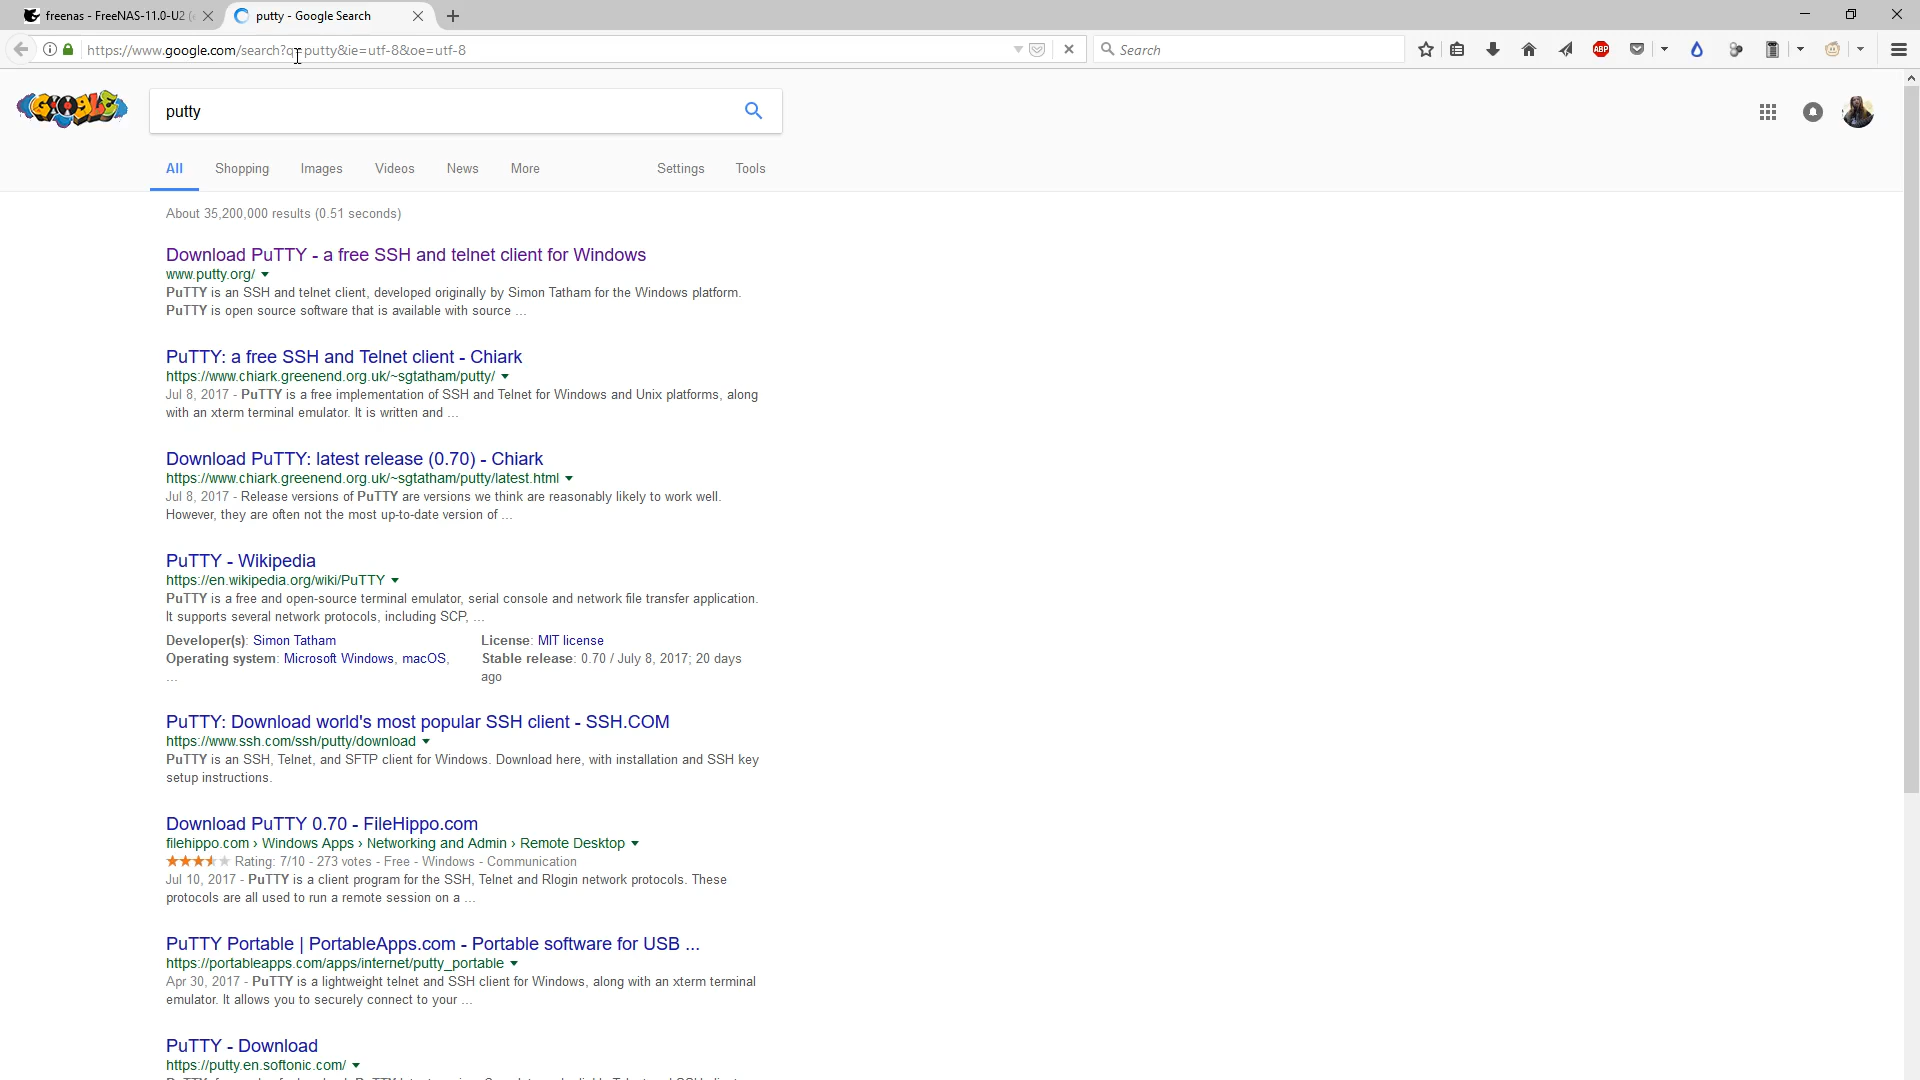 freenas - FreeNAS-11.0-U2 (
putty - Google Search
https://www.google.com/search?q=putty&ie=utf-8&oe=utf-8
Search
ABP
GOOGLE
putty
All
Shopping
Images
Videos
News
More
Settings
Tools
About 35,200,000 results (0.51 seconds)
Download PuTTY - a free SSH and telnet client for Windows
www.putty.org/
PuTTY is an SSH and telnet client, developed originally by Simon Tatham for the Windows platform.
PuTTY is open source software that is available with source ...
PuTTY: a free SSH and Telnet client - Chiark
https://www.chiark.greenend.org.uk/~sgtatham/putty/
Jul 8, 2017 - PuTTY is a free implementation of SSH and Telnet for Windows and Unix platforms, along
with an xterm terminal emulator. It is written and ...
Download PuTTY: latest release (0.70) - Chiark
https://www.chiark.greenend.org.uk/~sgtatham/putty/latest.html
Jul 8, 2017 - Release versions of PuTTY are versions we think are reasonably likely to work well.
However, they are often not the most up-to-date version of ...
PuTTY - Wikipedia
https://en.wikipedia.org/wiki/PuTTY
PuTTY is a free and open-source terminal emulator, serial console and network file transfer application.
It supports several network protocols, including SCP, ...
Developer(s): Simon Tatham
License: MIT license
Operating system: Microsoft Windows, macOS,
...
Stable release: 0.70 / July 8, 2017; 20 days
ago
PuTTY: Download world's most popular SSH client - SSH.COM
https://www.ssh.com/ssh/putty/download
PuTTY is an SSH, Telnet, and SFTP client for Windows. Download here, with installation and SSH key
setup instructions.
Download PuTTY 0.70 - FileHippo.com
filehippo.com › Windows Apps › Networking and Admin › Remote Desktop
Rating: 7/10 - 273 votes - Free - Windows - Communication
Jul 10, 2017 - PuTTY is a client program for the SSH, Telnet and Rlogin network protocols. These
protocols are all used to run a remote session on a ...
PuTTY Portable | PortableApps.com - Portable software for USB ...
https://portableapps.com/apps/internet/putty_portable
Apr 30, 2017 - PuTTY is a lightweight telnet and SSH client for Windows, along with an xterm terminal
emulator. It allows you to securely connect to your ...
PuTTY - Download
https://putty.en.softonic.com/